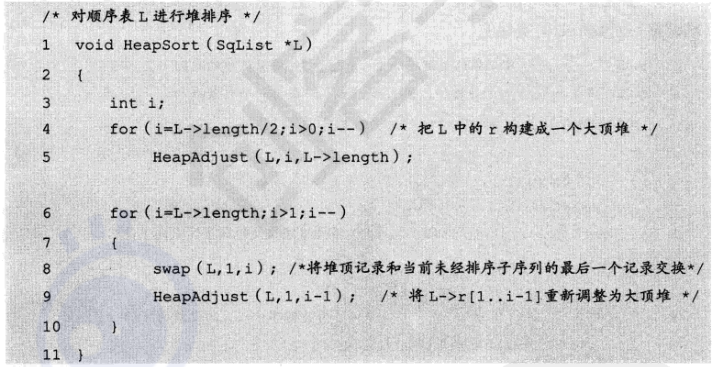 /* 对顺序表L进行堆排序 */
1 void HeapSort(SqList *L)
2 {
3 int i;
4 for(i=L->length/2;i>0;i--) /* 把L中的r构建成一个大顶堆 */
5 HeapAdjust(L,i,L->length);
6 for(i=L->length;i>1;i--)
7 {
8 swap(L,1,i); /*将堆顶记录和当前未经排序子序列的最后一个记录交换*/
9 HeapAdjust(L,1,i-1); /* 将L->r[1..i-1]重新调整为大顶堆 */
10 }
11 }